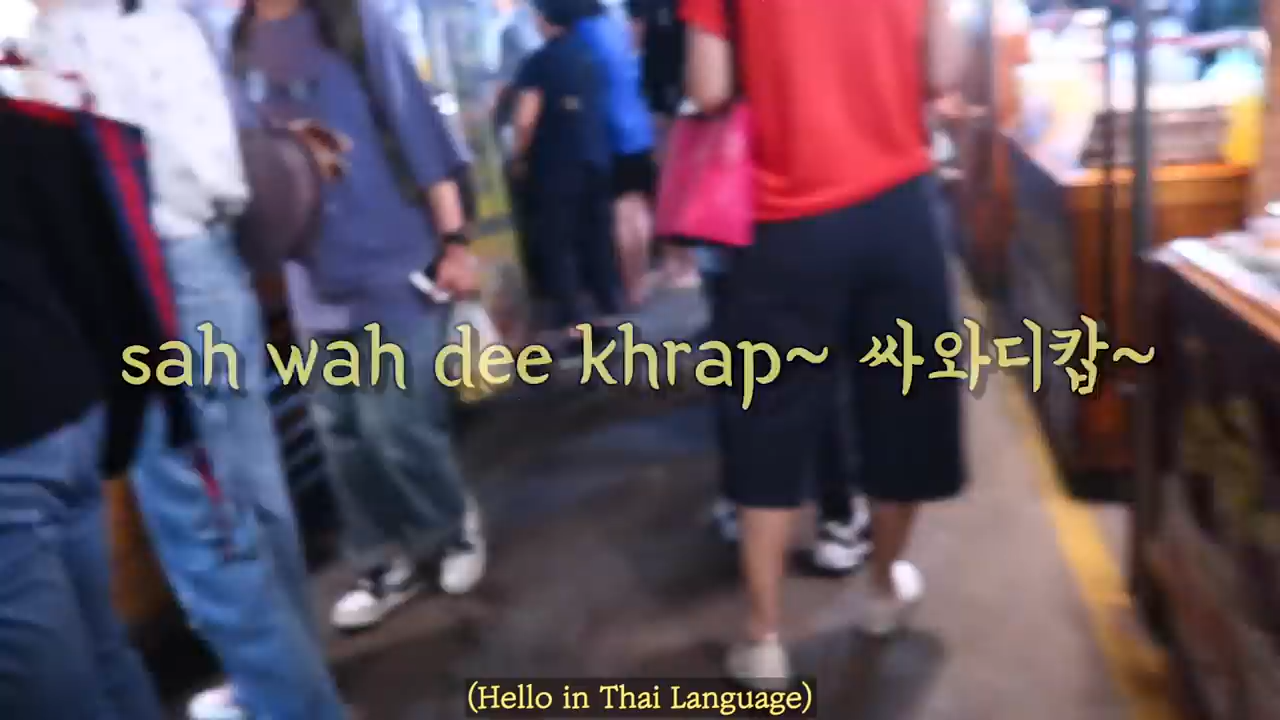 sah wah dee khrap~ 싸와디캅~
(Hello in Thai Language)